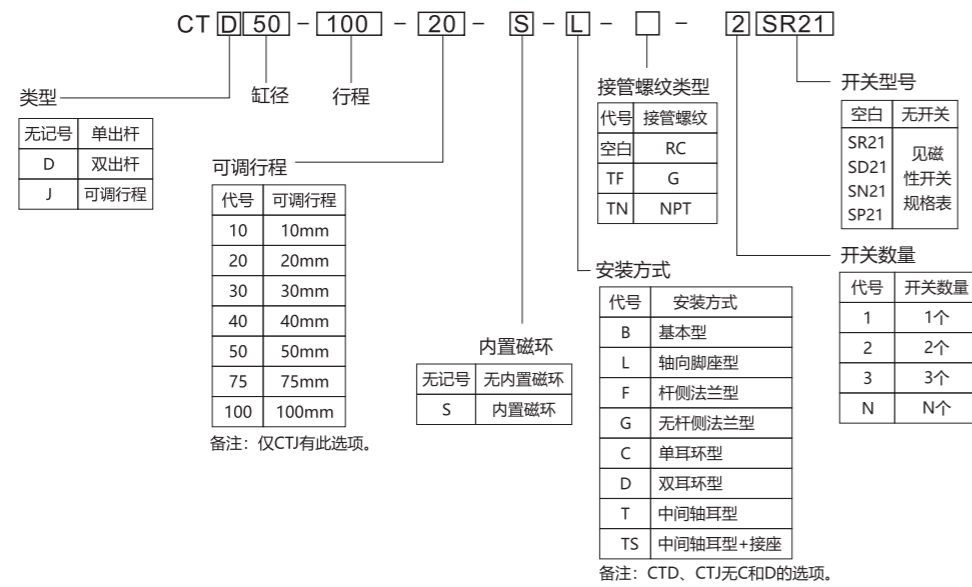 CT D 50 - 100 - 20 - S - L - □ - 2 SR21
类型
缸径
行程
无记号 单出杆
D 双出杆
J 可调行程
可调行程
代号 可调行程
10 10mm
20 20mm
30 30mm
40 40mm
50 50mm
75 75mm
100 100mm
备注：仅CTJ有此选项。
内置磁环
无记号 无内置磁环
S 内置磁环
接管螺纹类型
代号 接管螺纹
空白 RC
TF G
TN NPT
安装方式
代号 安装方式
B 基本型
L 轴向脚座型
F 杆侧法兰型
G 无杆侧法兰型
C 单耳环型
D 双耳环型
T 中间轴耳型
TS 中间轴耳型+接座
备注：CTD、CTJ无C和D的选项。
开关型号
空白 无开关
SR21
SD21
SN21
SP21
见磁
性开关
规格表
开关数量
代号 开关数量
1 1个
2 2个
3 3个
N N个